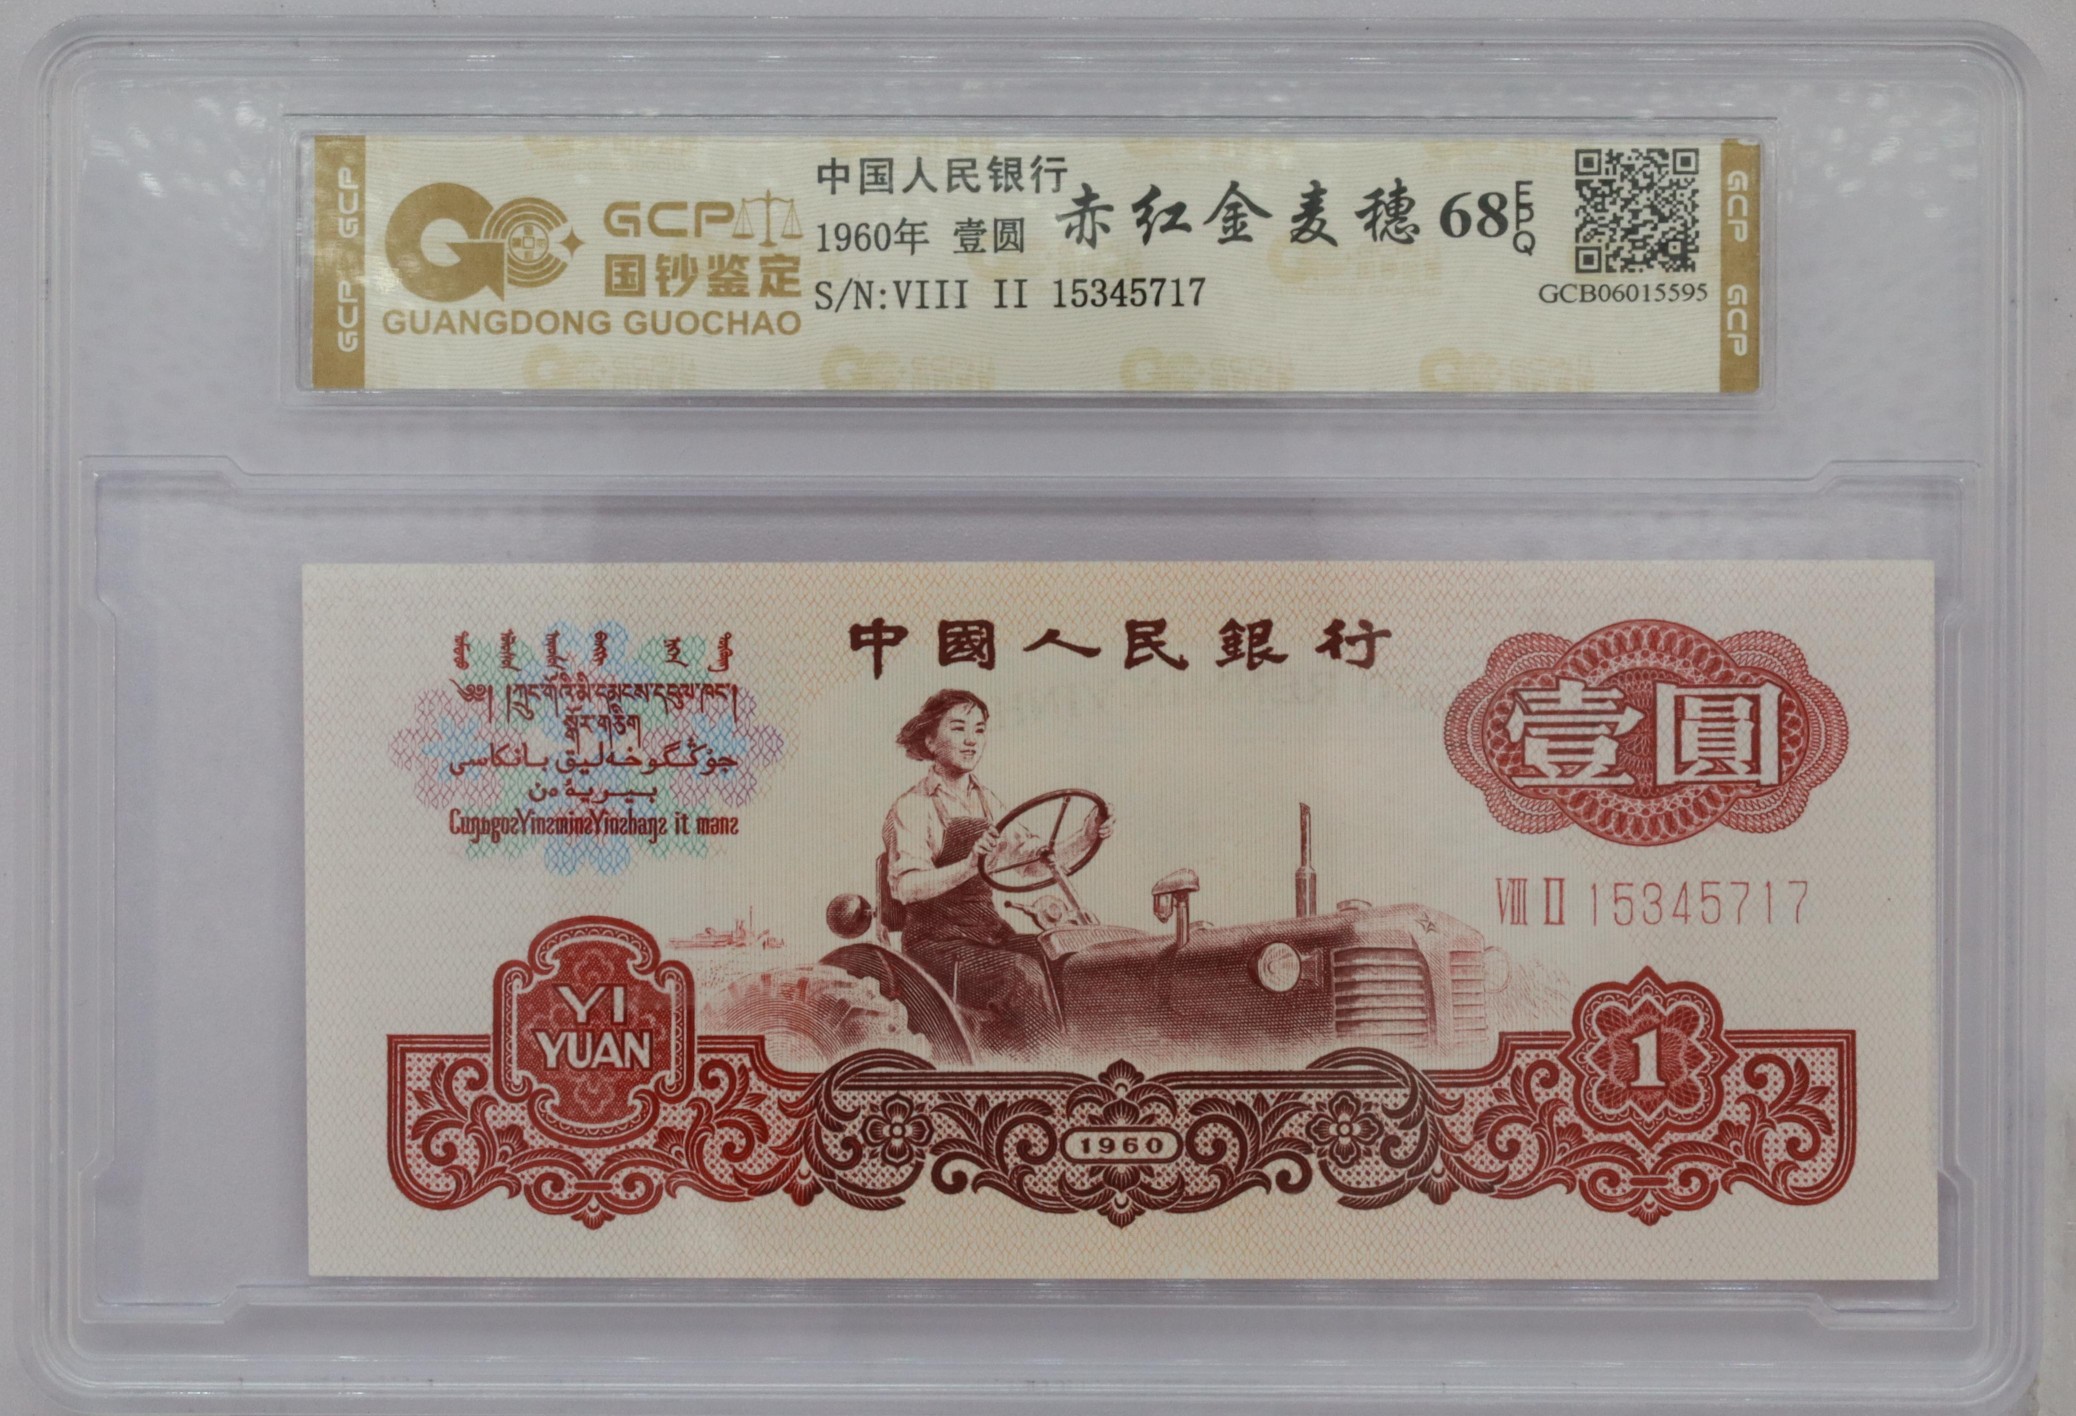 GCP GCP
GCP
国钞鉴定
GUANGDONG GUOCHAO
中国人民银行
1960年 壹圆
S/N:VIII II 15345717
赤红金麦穗 68
EPQ
GCB06015595
GCP GCP
中國人民銀行
壹圓
VIII II 15345717
YI
YUAN
1
1960